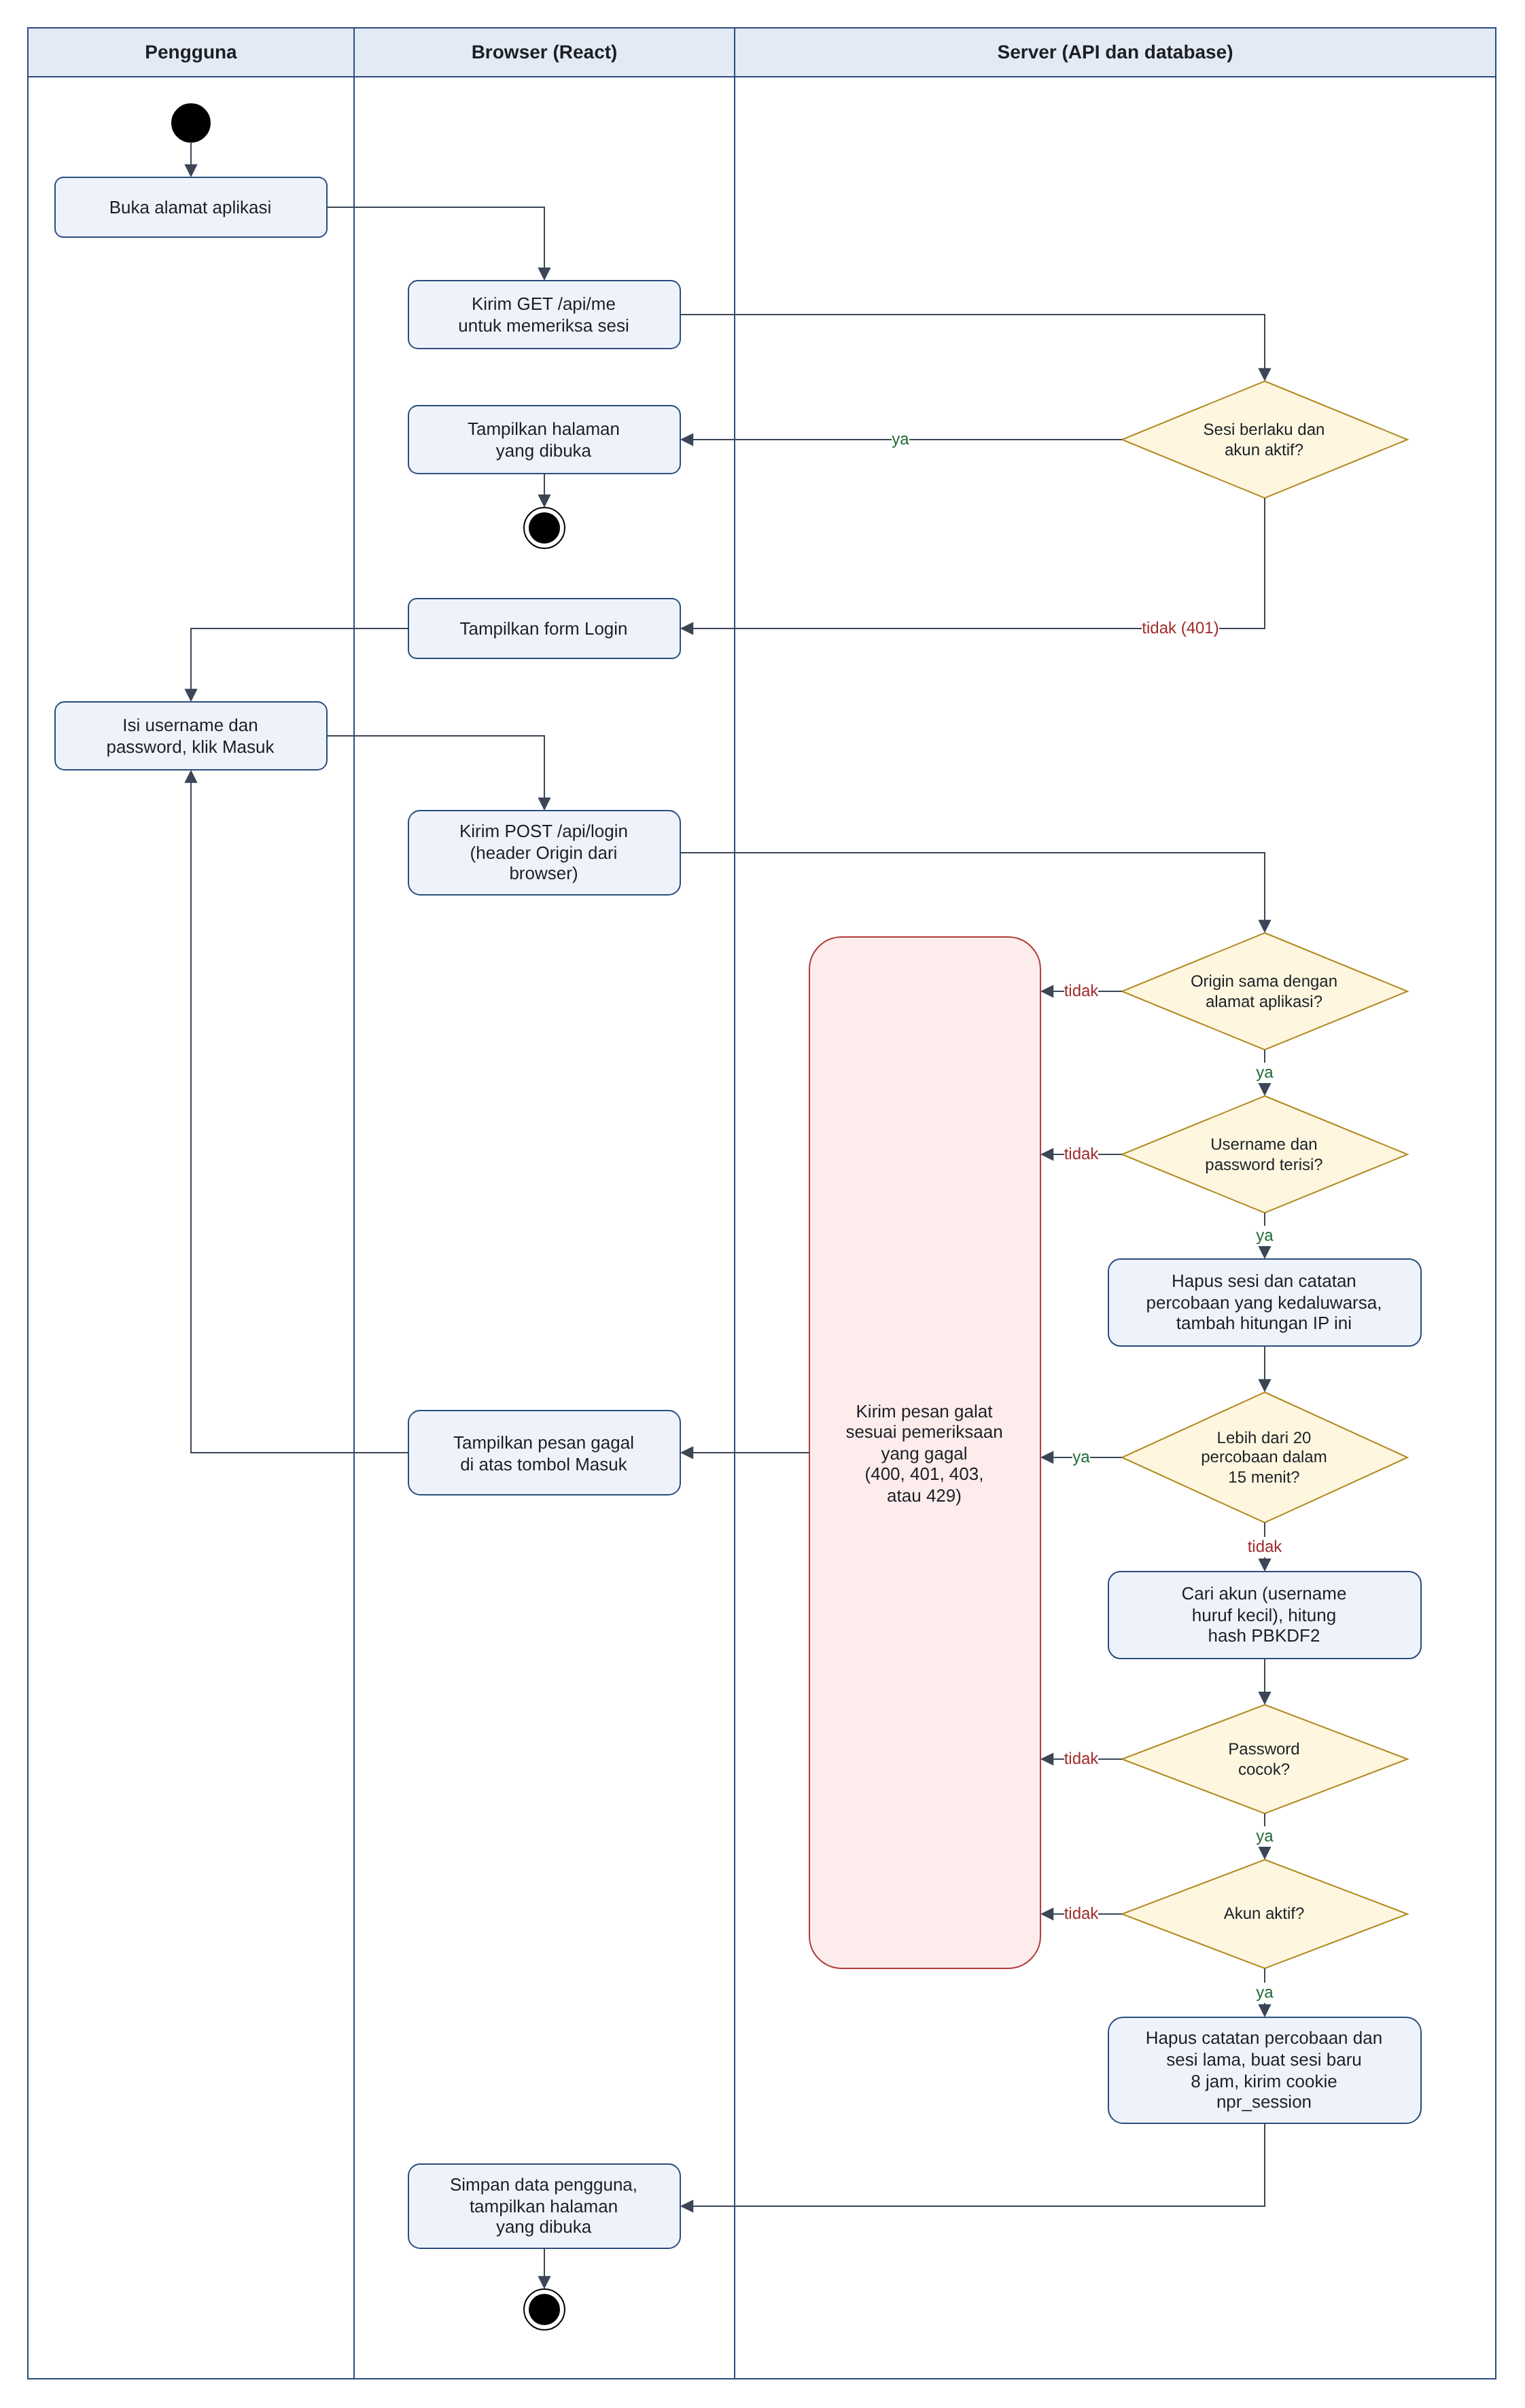 Pengguna
Browser (React)
Server (API dan database)
Buka alamat aplikasi
Kirim GET /api/me
untuk memeriksa sesi
Tampilkan halaman
yang dibuka
ya
Sesi berlaku dan
akun aktif?
Tampilkan form Login
tidak (401)
Isi username dan
password, klik Masuk
Kirim POST /api/login
(header Origin dari
browser)
Origin sama dengan
alamat aplikasi?
tidak
ya
Username dan
password terisi?
tidak
ya
Hapus sesi dan catatan
percobaan yang kedaluwarsa,
tambah hitungan IP ini
Tampilkan pesan gagal
di atas tombol Masuk
Kirim pesan galat
sesuai pemeriksaan
yang gagal
(400, 401, 403,
atau 429)
ya
Lebih dari 20
percobaan dalam
15 menit?
tidak
Cari akun (username
huruf kecil), hitung
hash PBKDF2
tidak
Password
cocok?
ya
tidak
Akun aktif?
ya
Hapus catatan percobaan dan
sesi lama, buat sesi baru
8 jam, kirim cookie
npr_session
Simpan data pengguna,
tampilkan halaman
yang dibuka